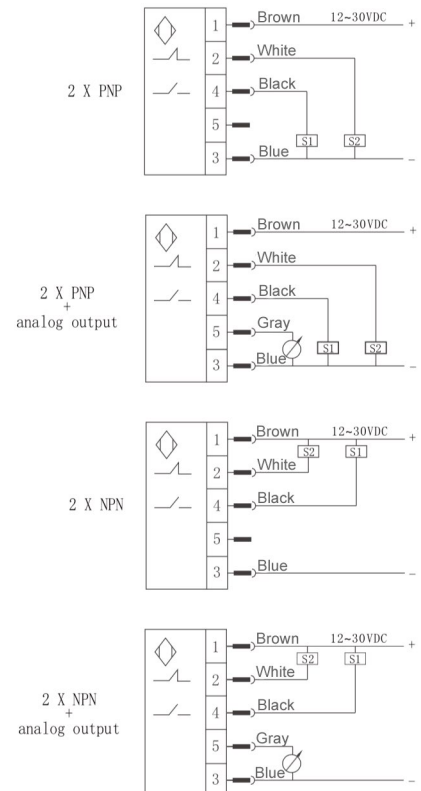 2 X PNP
1 Brown 12~30VDC +
2 White
4 Black
5
S1 S2
3 Blue -
2 X PNP
+
analog output
1 Brown 12~30VDC +
2 White
4 Black
5 Gray
S1 S2
3 Blue -
2 X NPN
1 Brown 12~30VDC +
S2 S1
2 White
4 Black
5
3 Blue -
2 X NPN
+
analog output
1 Brown 12~30VDC +
S2 S1
2 White
4 Black
5 Gray
3 Blue -